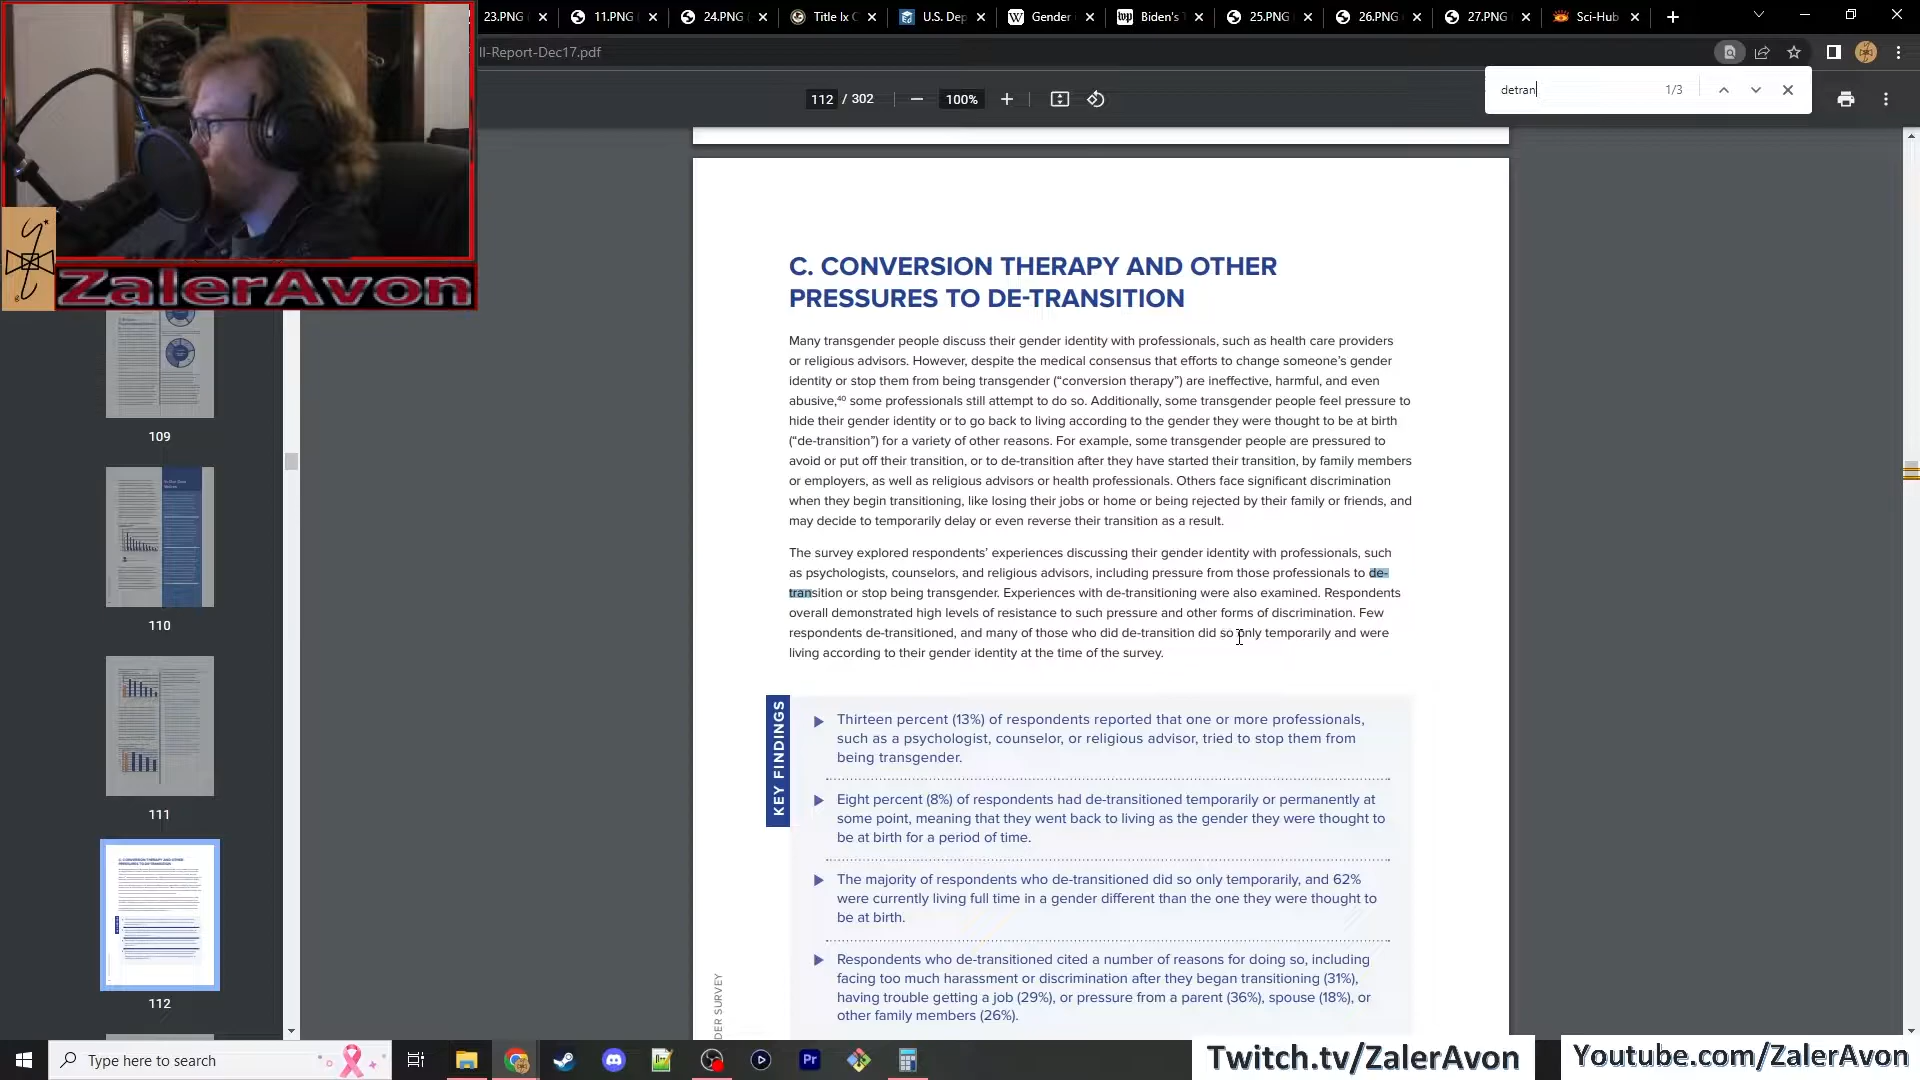 23.PNG
11.PNG
24.PNG
Title Ix C
U.S. Dep
Gender
Biden's
25.PNG
26.PNG
27.PNG
Sci-Hub
ll-Report-Dec17.pdf
detran
1/3
112 / 302
100%
ZalerAvon
109
110
111
112
C. CONVERSION THERAPY AND OTHER
PRESSURES TO DE-TRANSITION
Many transgender people discuss their gender identity with professionals, such as health care providers
or religious advisors. However, despite the medical consensus that efforts to change someone's gender
identity or stop them from being transgender (“conversion therapy”) are ineffective, harmful, and even
abusive,⁴⁰ some professionals still attempt to do so. Additionally, some transgender people feel pressure to
hide their gender identity or to go back to living according to the gender they were thought to be at birth
(“de-transition”) for a variety of other reasons. For example, some transgender people are pressured to
avoid or put off their transition, or to de-transition after they have started their transition, by family members
or employers, as well as religious advisors or health professionals. Others face significant discrimination
when they begin transitioning, like losing their jobs or home or being rejected by their family or friends, and
may decide to temporarily delay or even reverse their transition as a result.
The survey explored respondents' experiences discussing their gender identity with professionals, such
as psychologists, counselors, and religious advisors, including pressure from those professionals to de-
transition or stop being transgender. Experiences with de-transitioning were also examined. Respondents
overall demonstrated high levels of resistance to such pressure and other forms of discrimination. Few
respondents de-transitioned, and many of those who did de-transition did so only temporarily and were
living according to their gender identity at the time of the survey.
KEY FINDINGS
Thirteen percent (13%) of respondents reported that one or more professionals,
such as a psychologist, counselor, or religious advisor, tried to stop them from
being transgender.
Eight percent (8%) of respondents had de-transitioned temporarily or permanently at
some point, meaning that they went back to living as the gender they were thought to
be at birth for a period of time.
The majority of respondents who de-transitioned did so only temporarily, and 62%
were currently living full time in a gender different than the one they were thought to
be at birth.
Respondents who de-transitioned cited a number of reasons for doing so, including
facing too much harassment or discrimination after they began transitioning (31%),
having trouble getting a job (29%), or pressure from a parent (36%), spouse (18%), or
other family members (26%).
DER SURVEY
Type here to search
Twitch.tv/ZalerAvon
Youtube.com/ZalerAvon